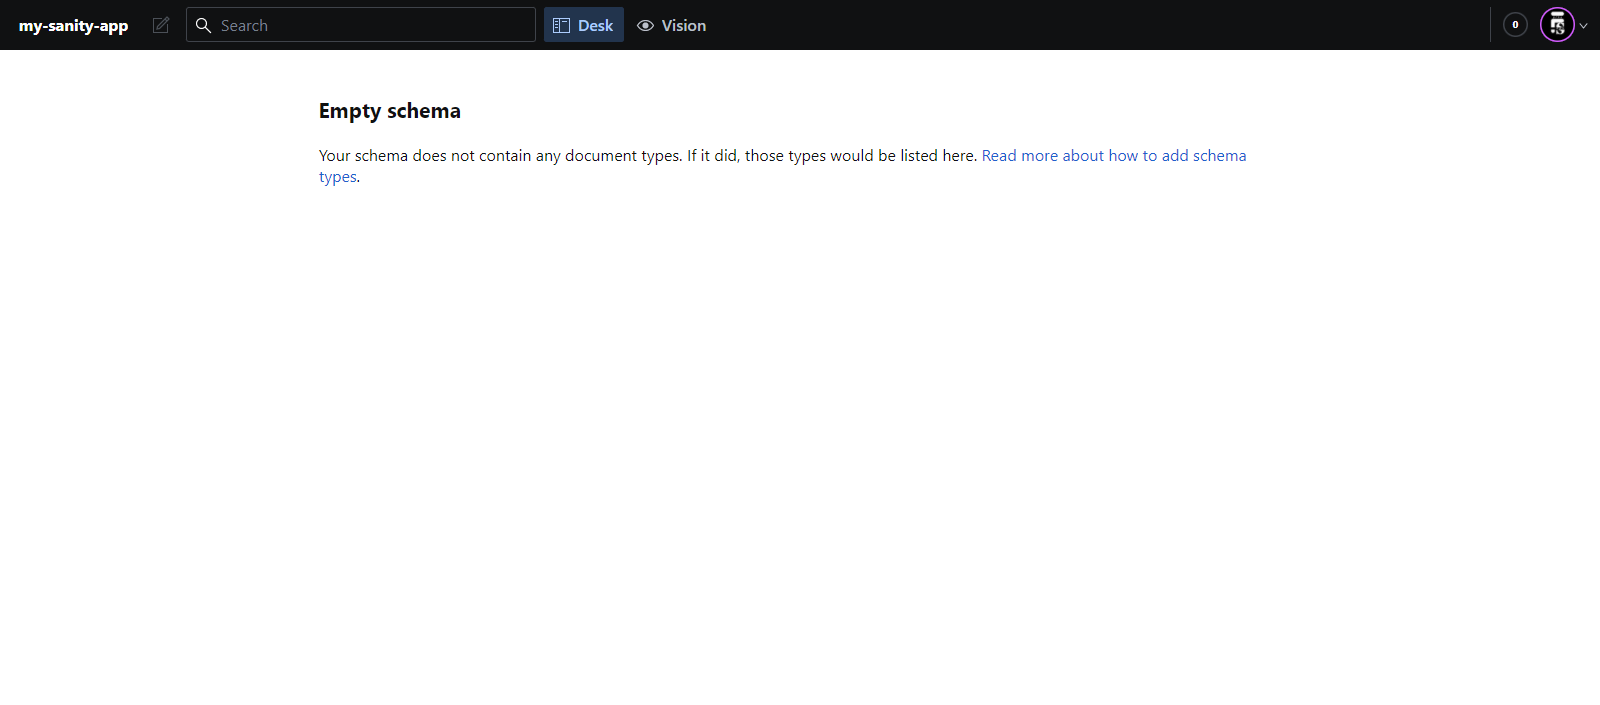 my-sanity-app
Search
Desk
Vision
0
Empty schema
Your schema does not contain any document types. If it did, those types would be listed here. Read more about how to add schema
types.